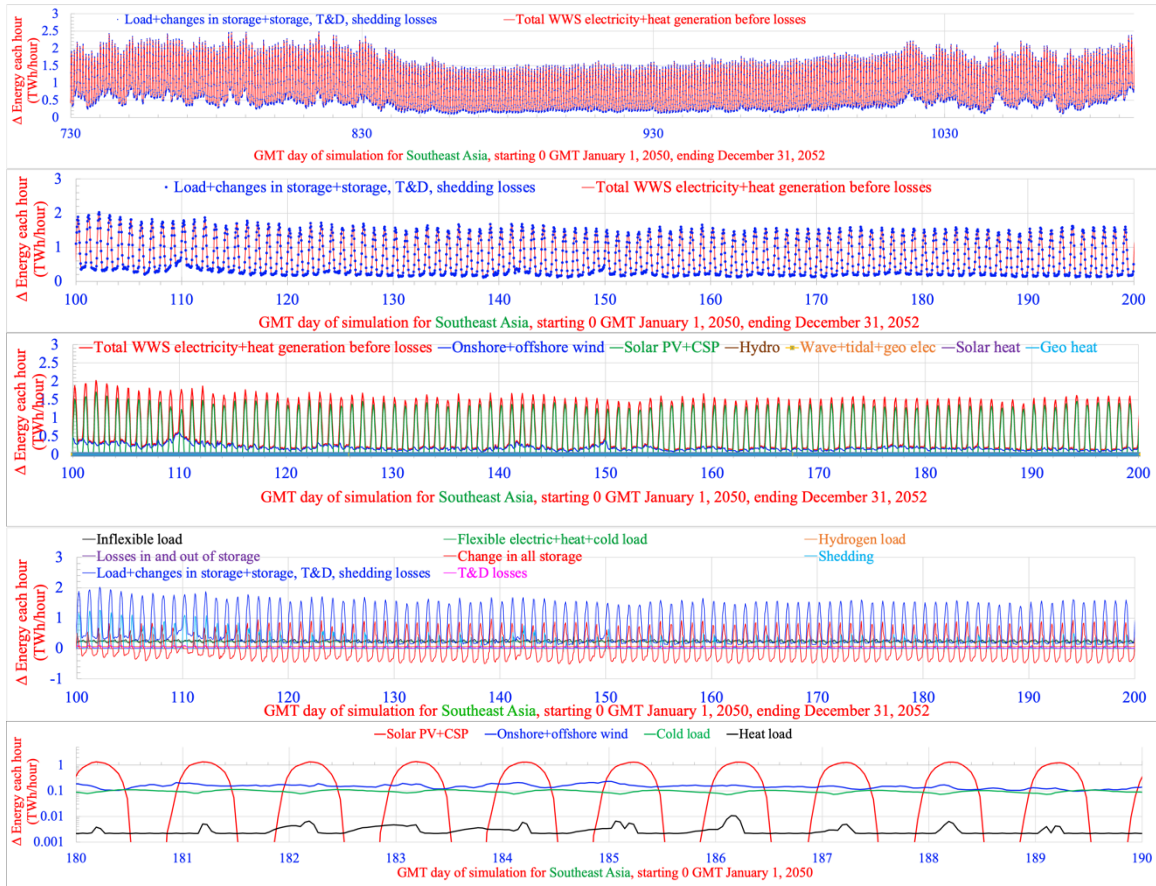 Load+changes in storage+storage, T&D, shedding losses —Total WWS electricity+heat generation before losses
Δ Energy each hour
(TWh/hour)
3
2.5
2
1.5
1
0.5
0
730 830 930 1030
GMT day of simulation for Southeast Asia, starting 0 GMT January 1, 2050, ending December 31, 2052
Load+changes in storage+storage, T&D, shedding losses —Total WWS electricity+heat generation before losses
Δ Energy each hour
(TWh/hour)
3
2
1
0
100 110 120 130 140 150 160 170 180 190 200
GMT day of simulation for Southeast Asia, starting 0 GMT January 1, 2050, ending December 31, 2052
—Total WWS electricity+heat generation before losses —Onshore+offshore wind —Solar PV+CSP —Hydro Wave+tidal+geo elec —Solar heat —Geo heat
Δ Energy each hour
(TWh/hour)
3
2.5
2
1.5
1
0.5
0
100 110 120 130 140 150 160 170 180 190 200
GMT day of simulation for Southeast Asia, starting 0 GMT January 1, 2050, ending December 31, 2052
—Inflexible load —Flexible electric+heat+cold load —Hydrogen load
—Losses in and out of storage —Change in all storage —Shedding
—Load+changes in storage+storage, T&D, shedding losses —T&D losses
Δ Energy each hour
(TWh/hour)
3
2
1
0
-1
100 110 120 130 140 150 160 170 180 190 200
GMT day of simulation for Southeast Asia, starting 0 GMT January 1, 2050, ending December 31, 2052
—Solar PV+CSP —Onshore+offshore wind —Cold load —Heat load
Δ Energy each hour
(TWh/hour)
1
0.1
0.01
0.001
180 181 182 183 184 185 186 187 188 189 190
GMT day of simulation for Southeast Asia, starting 0 GMT January 1, 2050